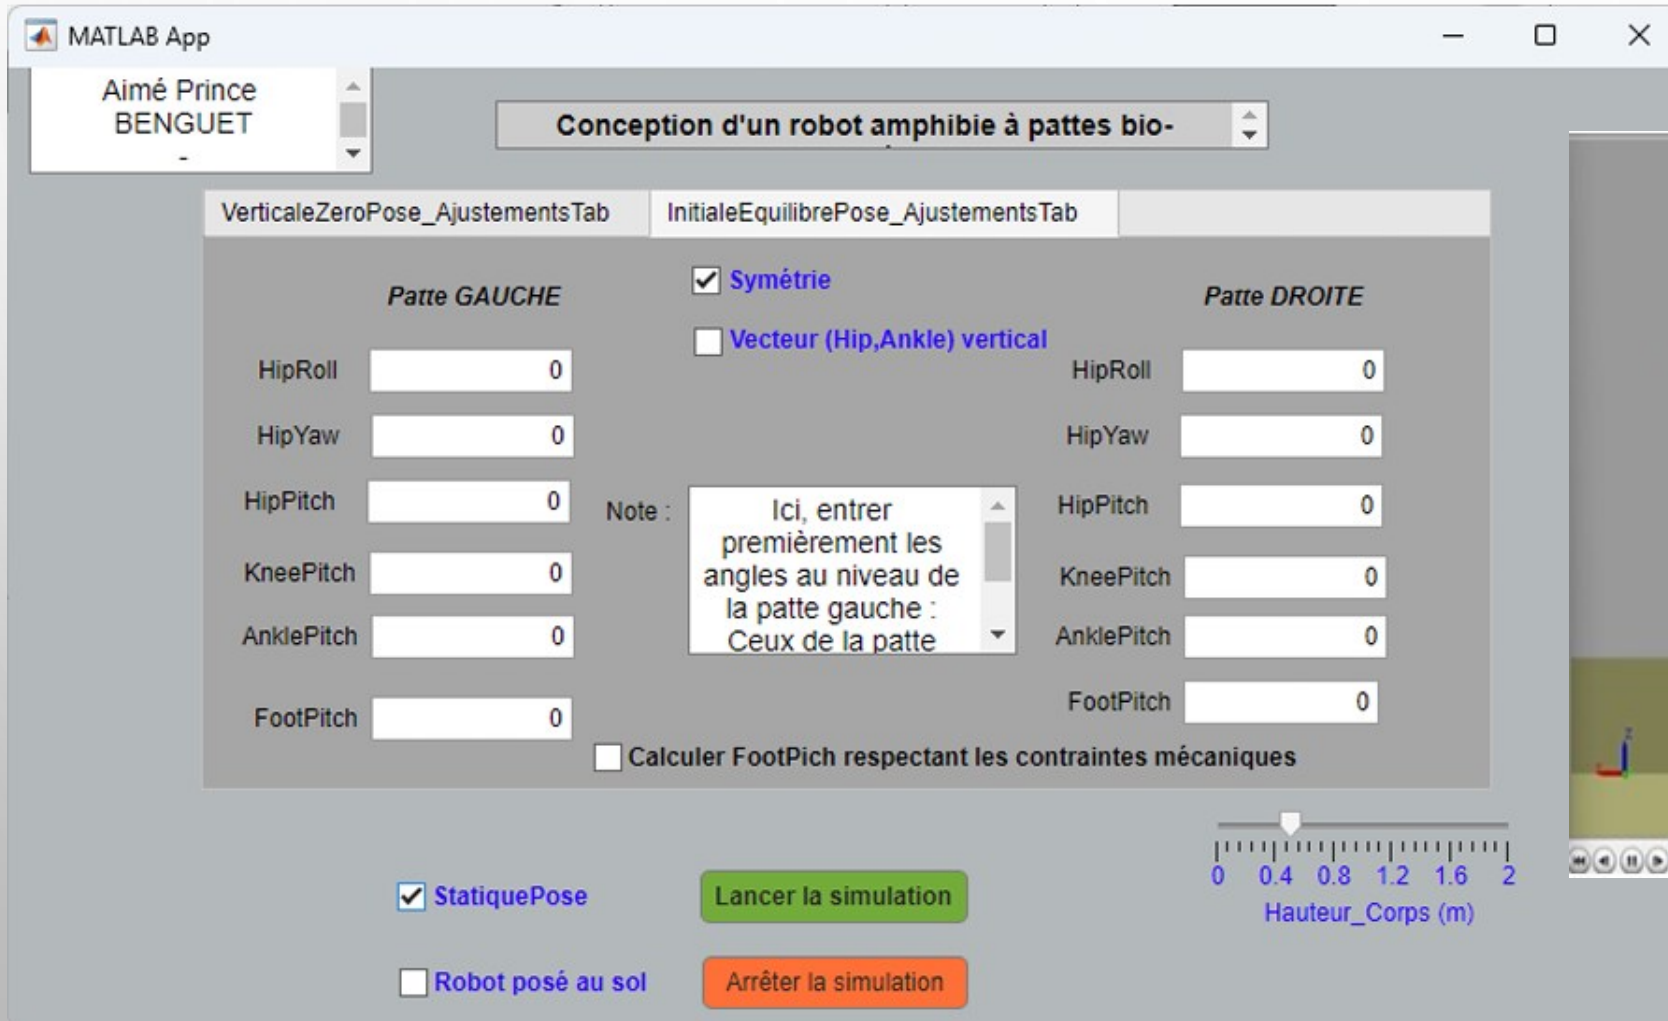 MATLAB App
Aimé Prince
BENGUET
-
Conception d'un robot amphibie à pattes bio-
VerticaleZeroPose_AjustementsTab
InitialeEquilibrePose_AjustementsTab
Patte GAUCHE
Symétrie
Patte DROITE
Vecteur (Hip,Ankle) vertical
HipRoll 0
HipRoll 0
HipYaw 0
HipYaw 0
HipPitch 0
HipPitch 0
KneePitch 0
KneePitch 0
AnklePitch 0
AnklePitch 0
FootPitch 0
FootPitch 0
Note :
Ici, entrer
premièrement les
angles au niveau de
la patte gauche :
Ceux de la patte
Calculer FootPich respectant les contraintes mécaniques
0 0.4 0.8 1.2 1.6 2
Hauteur_Corps (m)
StatiquePose
Lancer la simulation
Robot posé au sol
Arrêter la simulation